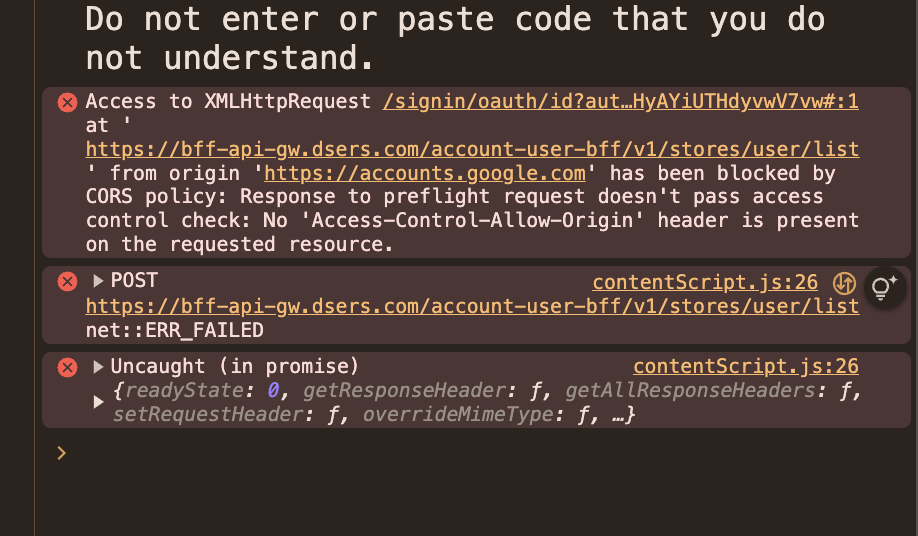 Do not enter or paste code that you do
not understand.
Access to XMLHttpRequest /signin/oauth/id?aut…HyAYiUTHdyvwV7vw#:1
at '
https://bff-api-gw.dsers.com/account-user-bff/v1/stores/user/list
' from origin 'https://accounts.google.com' has been blocked by
CORS policy: Response to preflight request doesn't pass access
control check: No 'Access-Control-Allow-Origin' header is present
on the requested resource.
POST contentScript.js:26
https://bff-api-gw.dsers.com/account-user-bff/v1/stores/user/list
net::ERR_FAILED
Uncaught (in promise) contentScript.js:26
{readyState: 0, getResponseHeader: ƒ, getAllResponseHeaders: ƒ,
setRequestHeader: ƒ, overrideMimeType: ƒ, …}